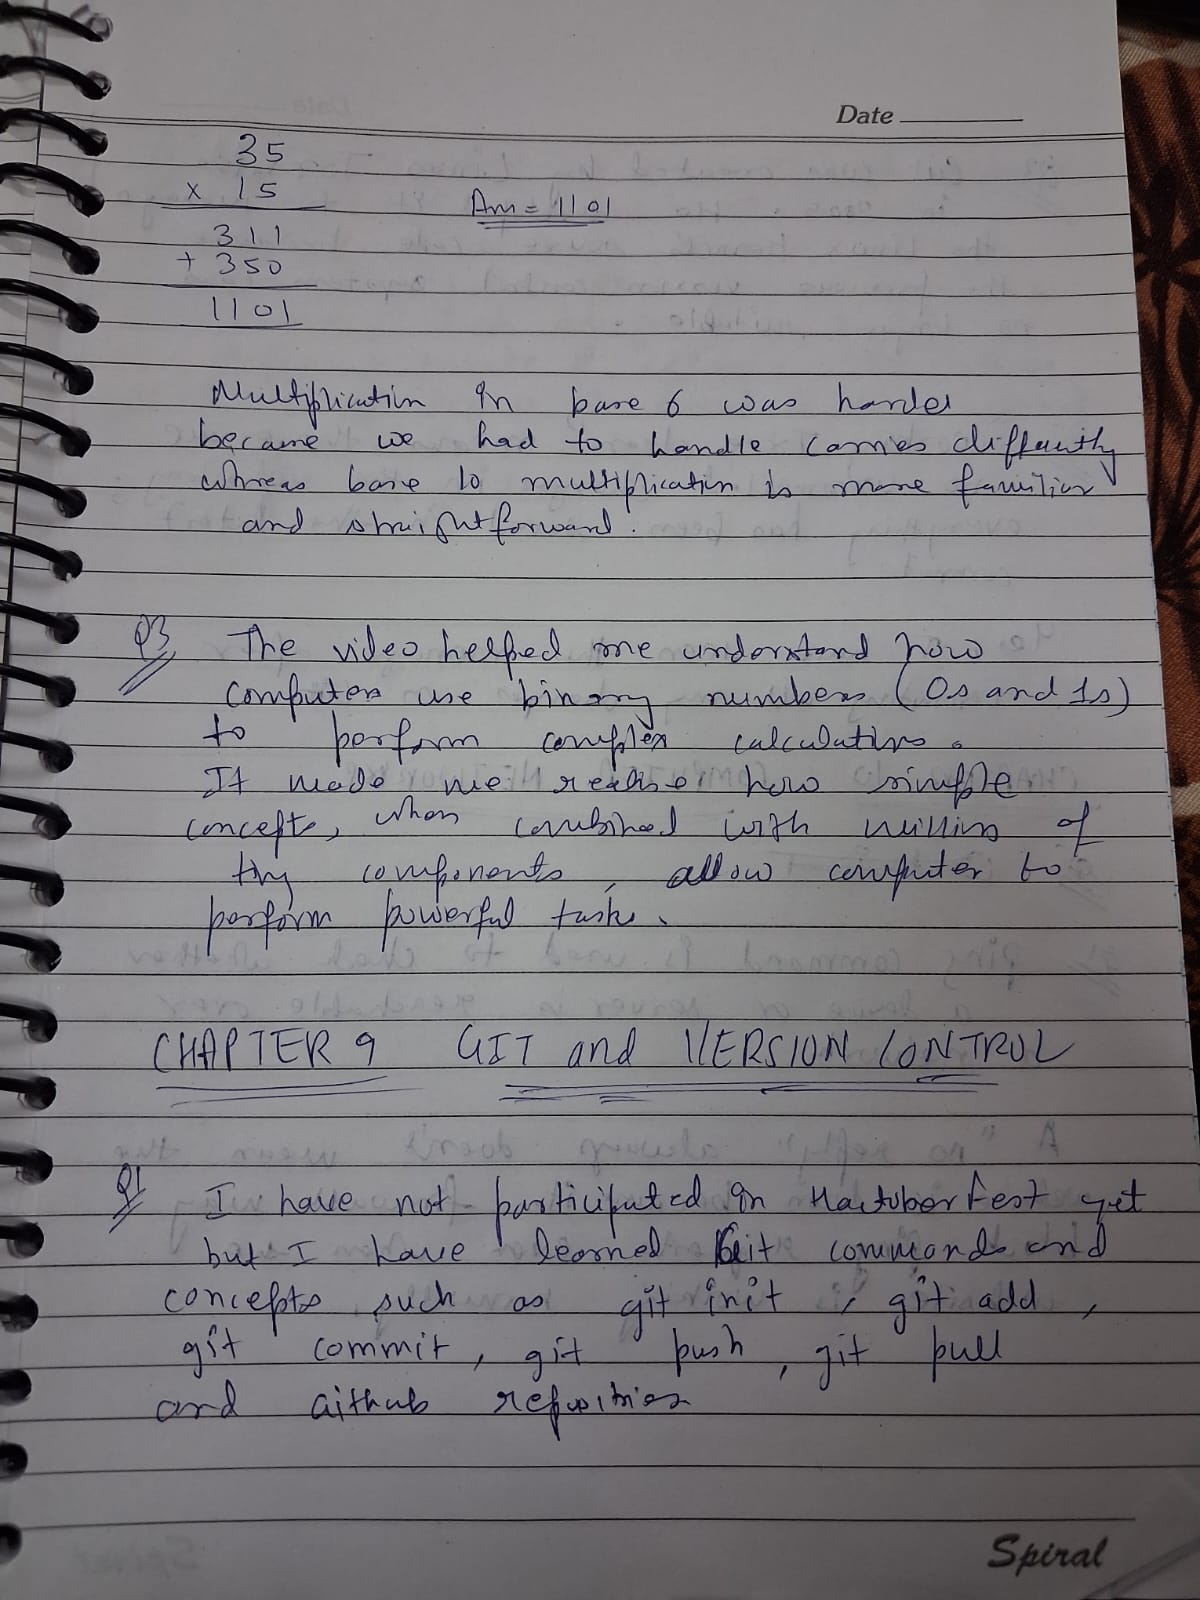 Date
35
x 15
Ans = 1101
311
+ 350
1101
Multiplication in base 6 was harder
because we had to handle carries differently
whreas base 10 multiplication is more familiar
and straightforward.
Q3 The video helped me understand how
computers use binary numbers (0s and 1s)
to perform complex calculations.
It made me realise how simple
concepts, when combined with millions of
tiny components, allow computer to
perform powerful tasks.
CHAPTER 9 GIT and VERSION CONTROL
Q1 I have not participated in Hactoberfest yet
but I have learned Git commands and
concepts such as git init, git add,
git commit, git push, git pull
and Github repositries
Spiral